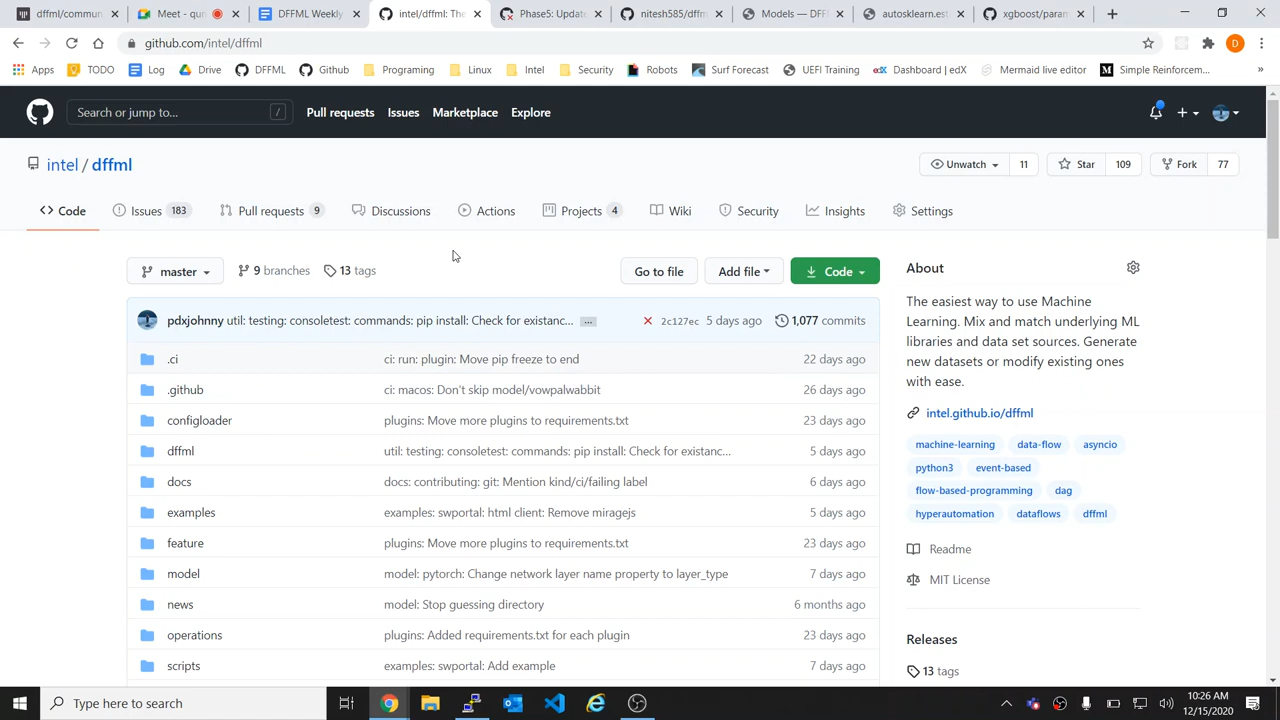 dffml/commun
Meet - qun
DFFML Weekly
intel/dffml: The
Phase5: Update
nitesh585/dffm
Models — DFF
autosklearn.est
xgboost/param
github.com/intel/dffml
D
Apps
TODO
Log
Drive
DFFML
Github
Programing
Linux
Intel
Security
Robots
Surf Forecast
UEFI Training
edX
Dashboard | edX
Mermaid live editor
Simple Reinforcem...
»
Search or jump to...
/
Pull requests
Issues
Marketplace
Explore
intel / dffml
Unwatch
11
Star
109
Fork
77
Code
Issues 183
Pull requests 9
Discussions
Actions
Projects 4
Wiki
Security
Insights
Settings
master
9 branches
13 tags
Go to file
Add file
Code
pdxjohnny util: testing: consoletest: commands: pip install: Check for existanc... ...
2c127ec 5 days ago
1,077 commits
.ci
ci: run: plugin: Move pip freeze to end
22 days ago
.github
ci: macos: Don't skip model/vowpalwabbit
26 days ago
configloader
plugins: Move more plugins to requirements.txt
23 days ago
dffml
util: testing: consoletest: commands: pip install: Check for existanc...
5 days ago
docs
docs: contributing: git: Mention kind/ci/failing label
6 days ago
examples
examples: swportal: html client: Remove miragejs
5 days ago
feature
plugins: Move more plugins to requirements.txt
23 days ago
model
model: pytorch: Change network layer name property to layer_type
7 days ago
news
model: Stop guessing directory
6 months ago
operations
plugins: Added requirements.txt for each plugin
23 days ago
scripts
examples: swportal: Add example
7 days ago
About
The easiest way to use Machine
Learning. Mix and match underlying ML
libraries and data set sources. Generate
new datasets or modify existing ones
with ease.
intel.github.io/dffml
machine-learning data-flow asyncio
python3 event-based
flow-based-programming dag
hyperautomation dataflows dffml
Readme
MIT License
Releases
13 tags
Type here to search
10:26 AM
12/15/2020